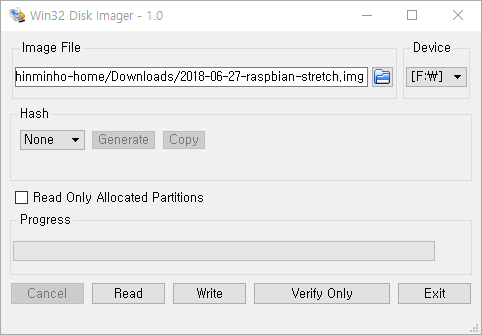 Win32 Disk Imager - 1.0
Image File
Device
hinminho-home/Downloads/2018-06-27-raspbian-stretch.img
[F:₩]
Hash
None Generate Copy
Read Only Allocated Partitions
Progress
Cancel Read Write Verify Only Exit